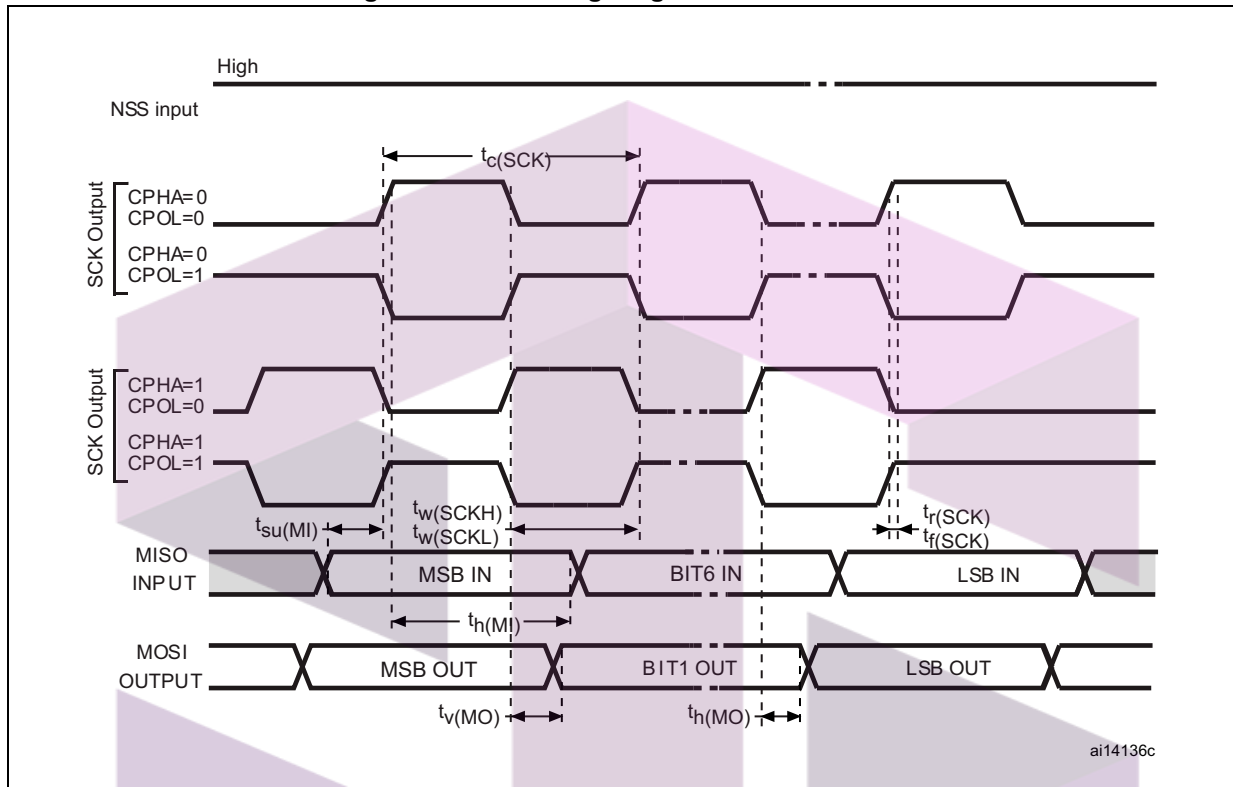 High
NSS input
tc(SCK)
SCK Output
CPHA=0
CPOL=0
CPHA=0
CPOL=1
SCK Output
CPHA=1
CPOL=0
CPHA=1
CPOL=1
tsu(MI)
tw(SCKH)
tw(SCKL)
tr(SCK)
tf(SCK)
MISO
INPUT
MSB IN
BIT6 IN
LSB IN
th(MI)
MOSI
OUTPUT
MSB OUT
BIT1 OUT
LSB OUT
tv(MO)
th(MO)
ai14136c